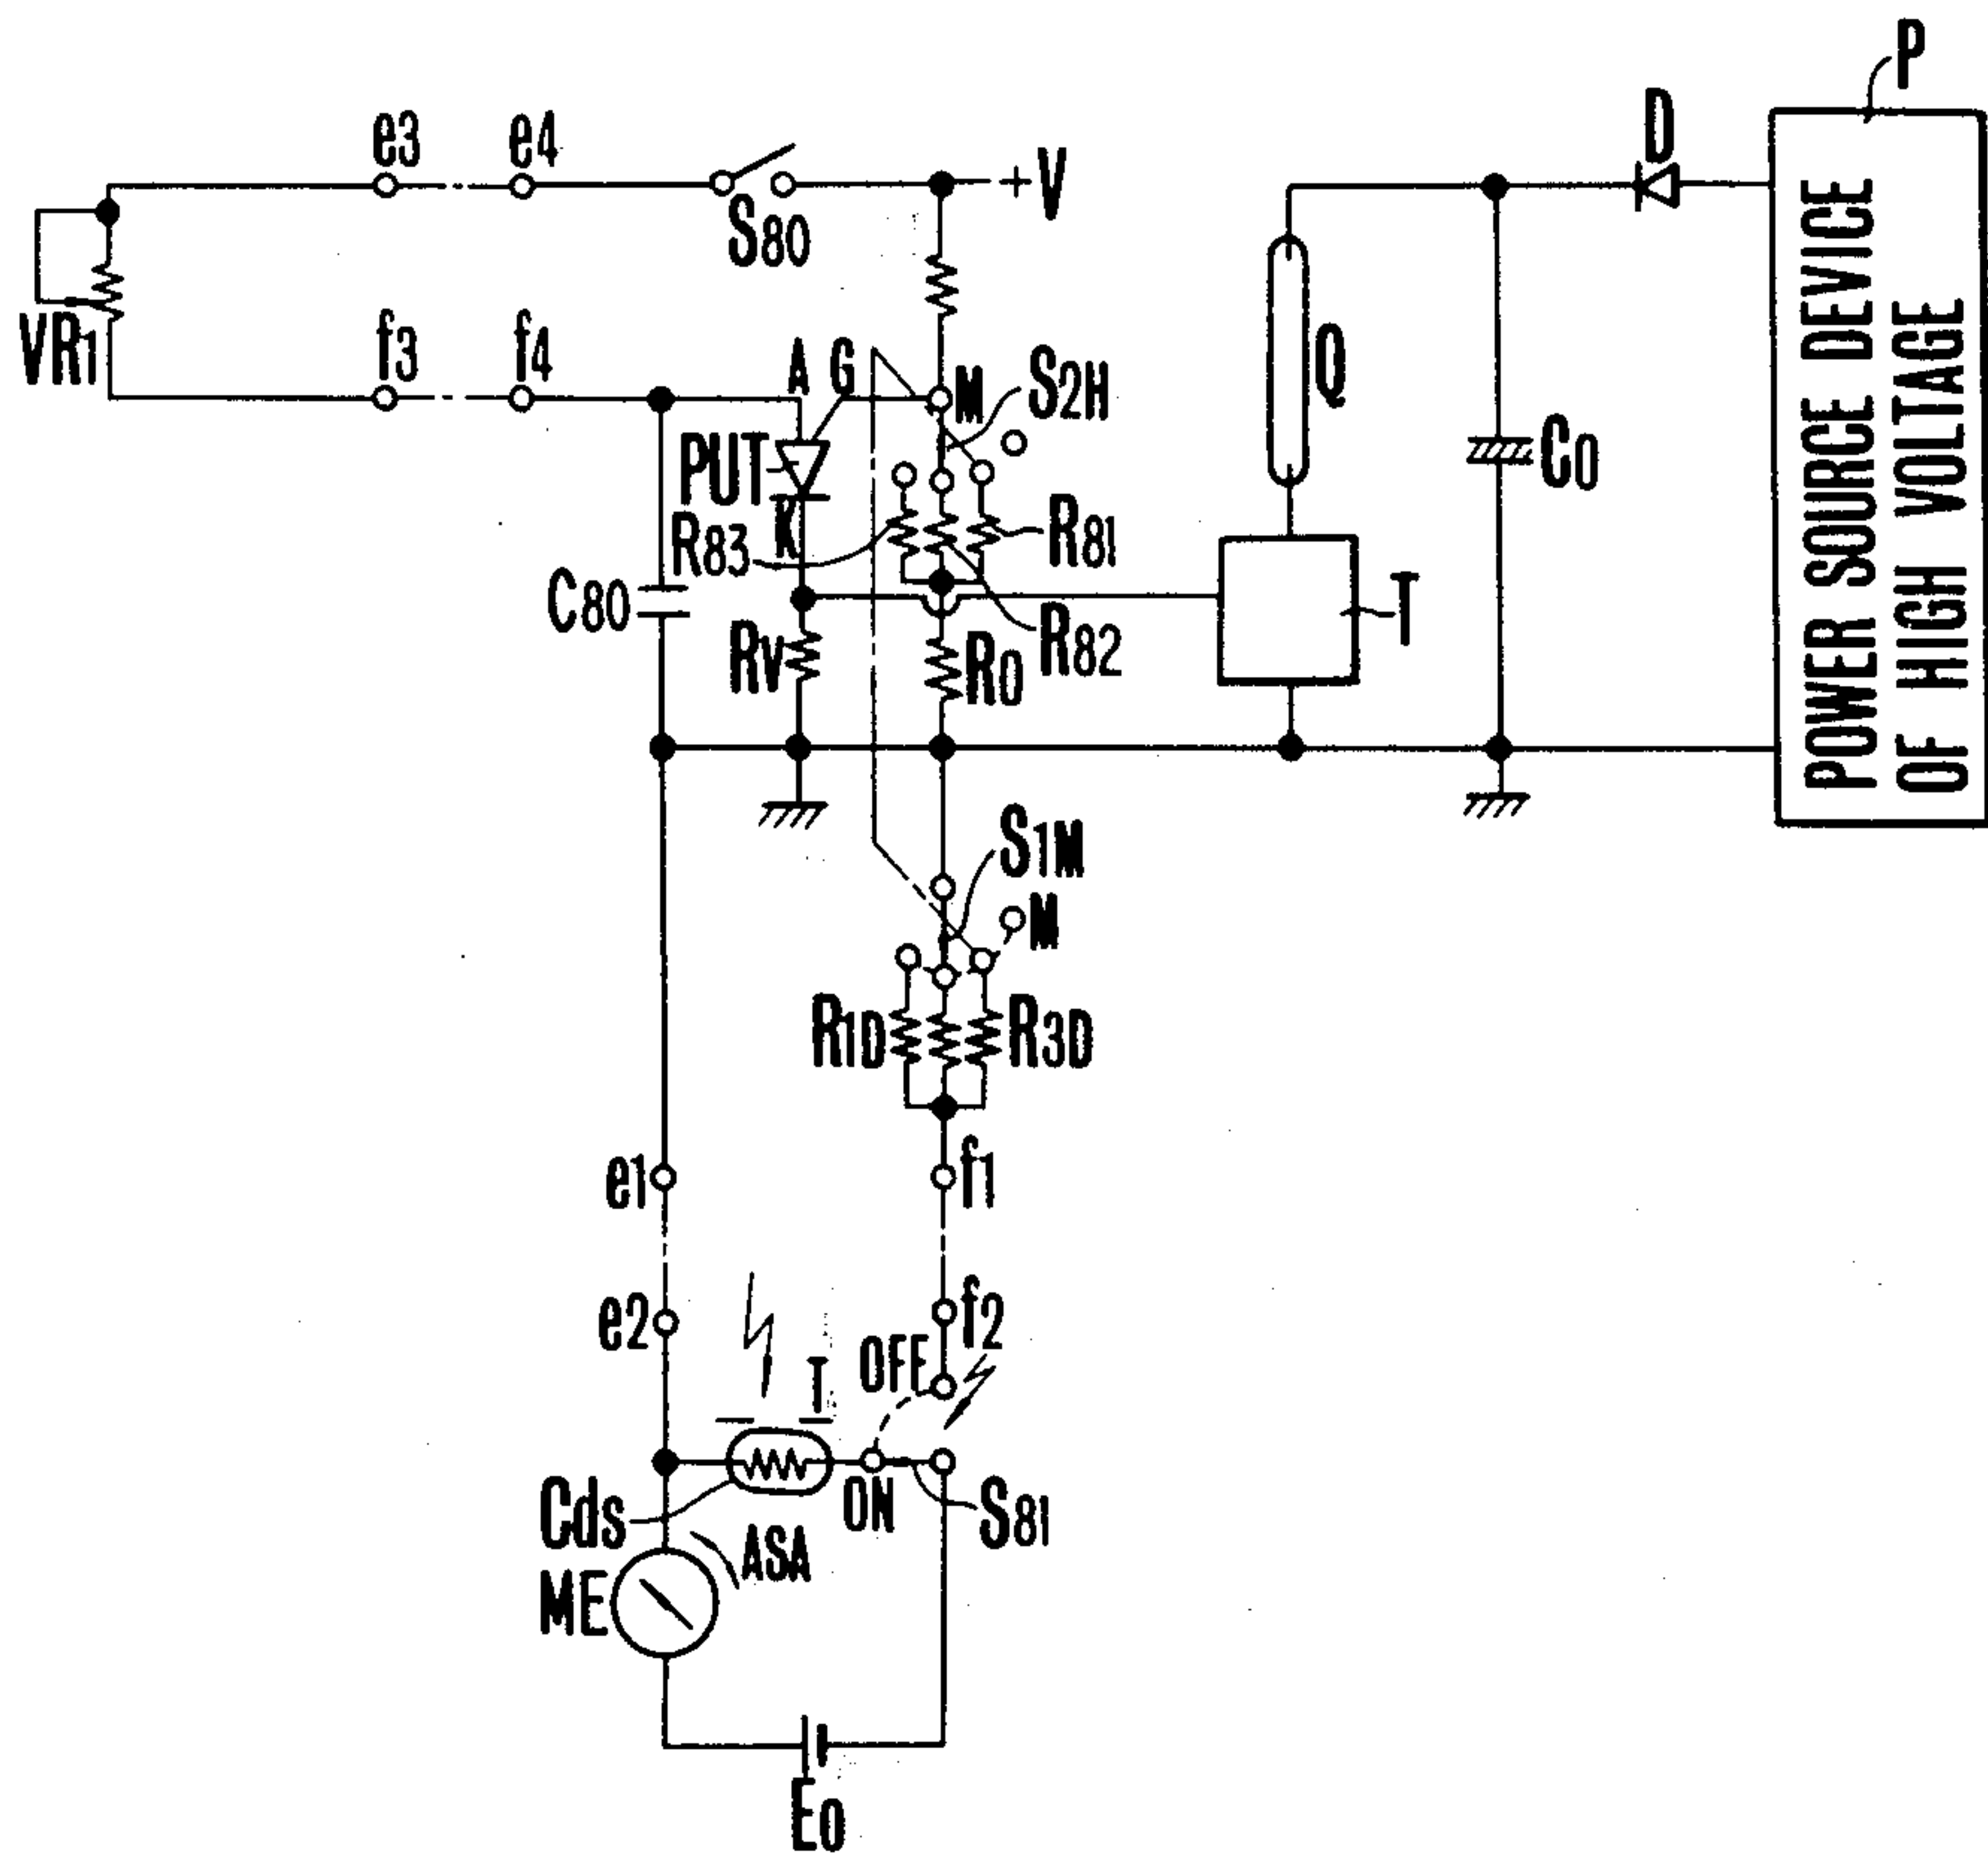 P
D
e3
e4
+V
S80
POWER SOURCE DEVICE
OF HIGH VOLTAGE
VR1
f3
f4
A
G
M
S2H
Q
PUT
C0
K
R83
R81
C80
T
RV
R0
R82
S1M
M
R1D
R3D
e1
f1
e2
f2
OFF
T
Cds
ON
S81
ASA
ME
E0